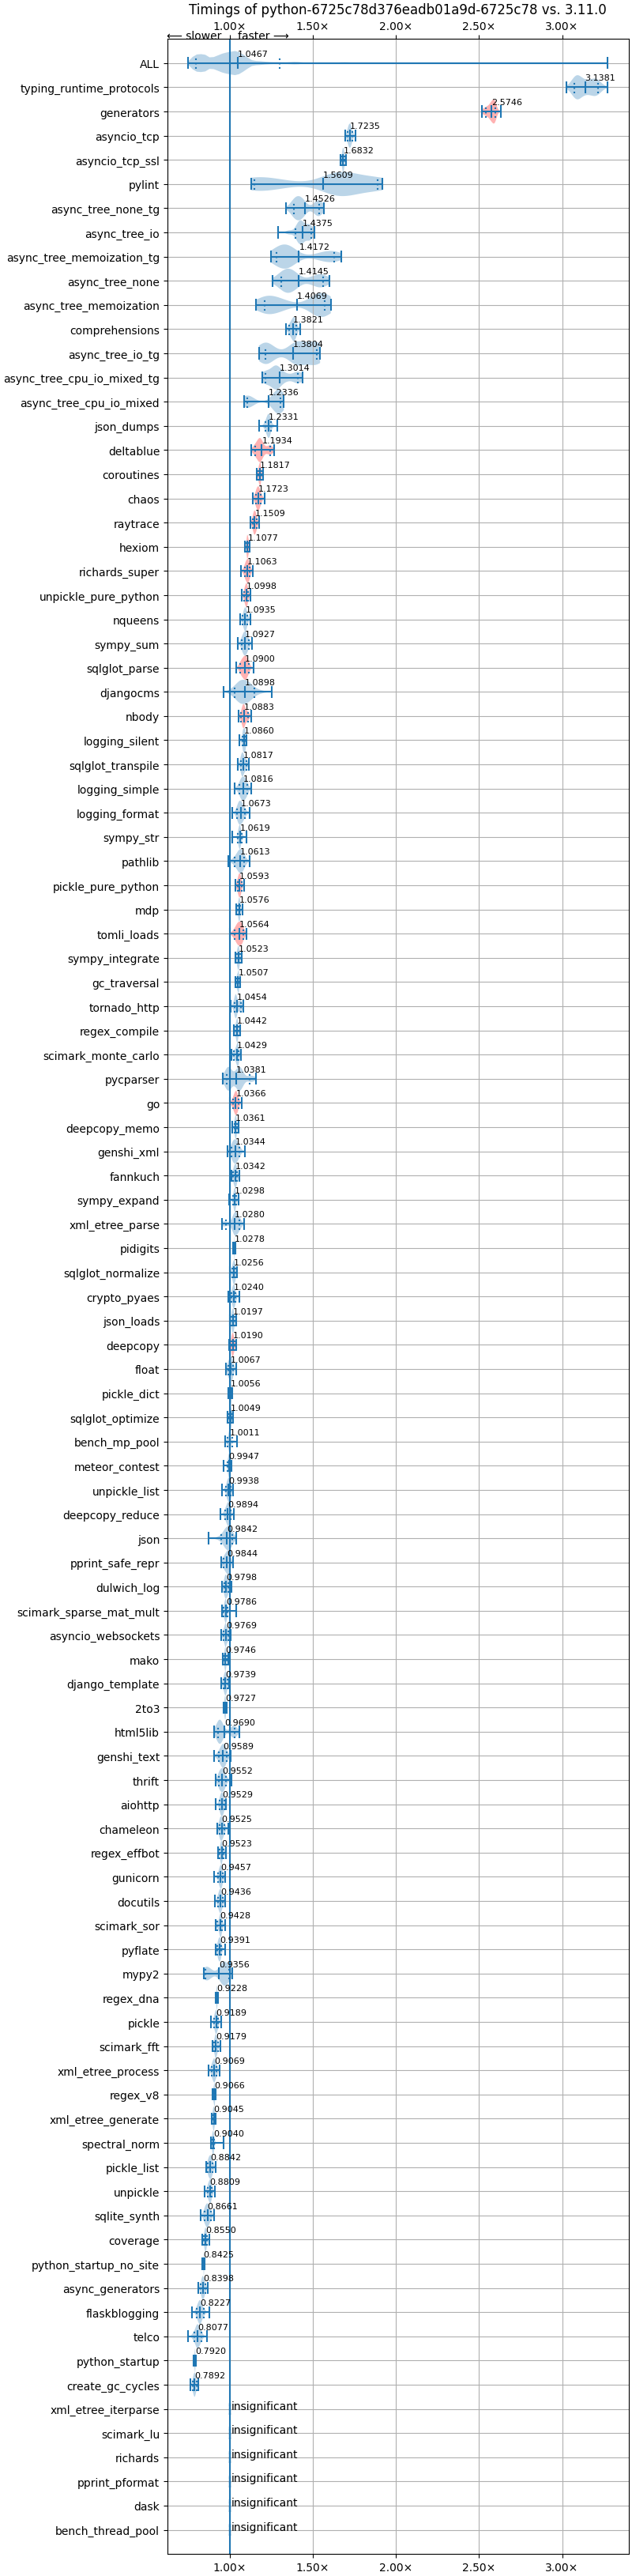 Timings of python-6725c78d376eadb01a9d-6725c78 vs. 3.11.0
1.00× 1.50× 2.00× 2.50× 3.00×
⟵ slower faster ⟶
ALL 1.0467
typing_runtime_protocols 3.1381
generators 2.5746
asyncio_tcp 1.7235
asyncio_tcp_ssl 1.6832
pylint 1.5609
async_tree_none_tg 1.4526
async_tree_io 1.4375
async_tree_memoization_tg 1.4172
async_tree_none 1.4145
async_tree_memoization 1.4069
comprehensions 1.3821
async_tree_io_tg 1.3804
async_tree_cpu_io_mixed_tg 1.3014
async_tree_cpu_io_mixed 1.2336
json_dumps 1.2331
deltablue 1.1934
coroutines 1.1817
chaos 1.1723
raytrace 1.1509
hexiom 1.1077
richards_super 1.1063
unpickle_pure_python 1.0998
nqueens 1.0935
sympy_sum 1.0927
sqlglot_parse 1.0900
djangocms 1.0898
nbody 1.0883
logging_silent 1.0860
sqlglot_transpile 1.0817
logging_simple 1.0816
logging_format 1.0673
sympy_str 1.0619
pathlib 1.0613
pickle_pure_python 1.0593
mdp 1.0576
tomli_loads 1.0564
sympy_integrate 1.0523
gc_traversal 1.0507
tornado_http 1.0454
regex_compile 1.0442
scimark_monte_carlo 1.0429
pycparser 1.0381
go 1.0366
deepcopy_memo 1.0361
genshi_xml 1.0344
fannkuch 1.0342
sympy_expand 1.0298
xml_etree_parse 1.0280
pidigits 1.0278
sqlglot_normalize 1.0256
crypto_pyaes 1.0240
json_loads 1.0197
deepcopy 1.0190
float 1.0067
pickle_dict 1.0056
sqlglot_optimize 1.0049
bench_mp_pool 1.0011
meteor_contest 0.9947
unpickle_list 0.9938
deepcopy_reduce 0.9894
json 0.9842
pprint_safe_repr 0.9844
dulwich_log 0.9798
scimark_sparse_mat_mult 0.9786
asyncio_websockets 0.9769
mako 0.9746
django_template 0.9739
2to3 0.9727
html5lib 0.9690
genshi_text 0.9589
thrift 0.9552
aiohttp 0.9529
chameleon 0.9525
regex_effbot 0.9523
gunicorn 0.9457
docutils 0.9436
scimark_sor 0.9428
pyflate 0.9391
mypy2 0.9356
regex_dna 0.9228
pickle 0.9189
scimark_fft 0.9179
xml_etree_process 0.9069
regex_v8 0.9066
xml_etree_generate 0.9045
spectral_norm 0.9040
pickle_list 0.8842
unpickle 0.8809
sqlite_synth 0.8661
coverage 0.8550
python_startup_no_site 0.8425
async_generators 0.8398
flaskblogging 0.8227
telco 0.8077
python_startup 0.7920
create_gc_cycles 0.7892
xml_etree_iterparse insignificant
scimark_lu insignificant
richards insignificant
pprint_pformat insignificant
dask insignificant
bench_thread_pool insignificant
1.00× 1.50× 2.00× 2.50× 3.00×